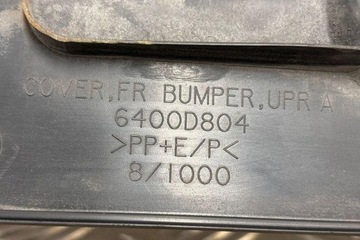 COVER, FR BUMPER, UPR A
6400D804
>PP+E/P<
8/1000